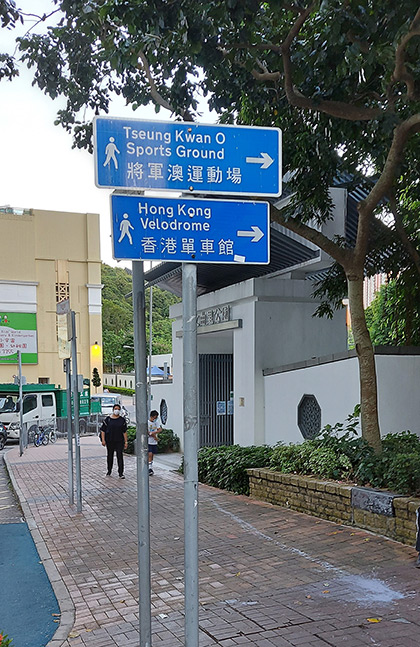 Tseung Kwan O
Sports Ground
將軍澳運動場
Hong Kong
Velodrome
香港單車館